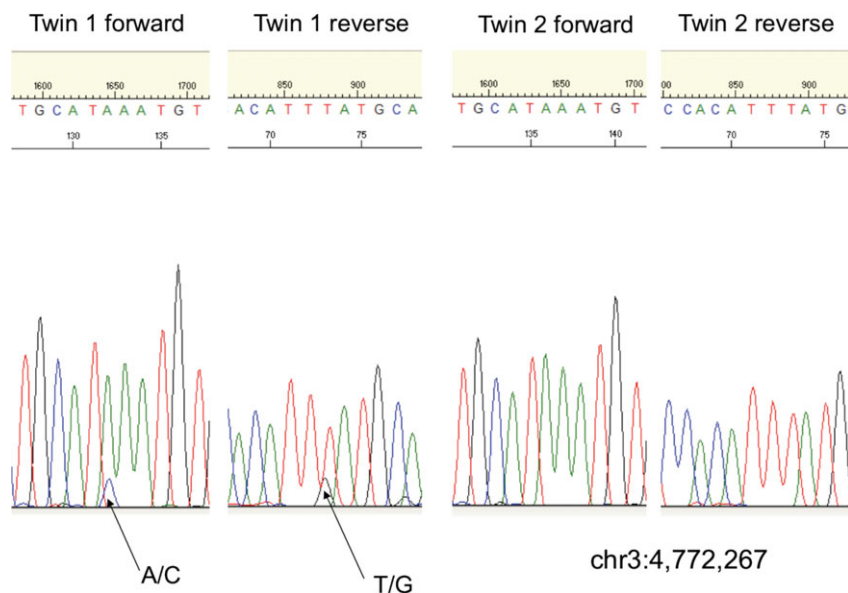 Twin 1 forward
Twin 1 reverse
Twin 2 forward
Twin 2 reverse
1600 1650 1700
T G C A T A A A T G T
130 135
850 900
A C A T T T A T G C A
70 75
1600 1650 1700
T G C A T A A A T G T
135 140
00 850 900
C C A C A T T T A T G
70 75
A/C
T/G
chr3:4,772,267